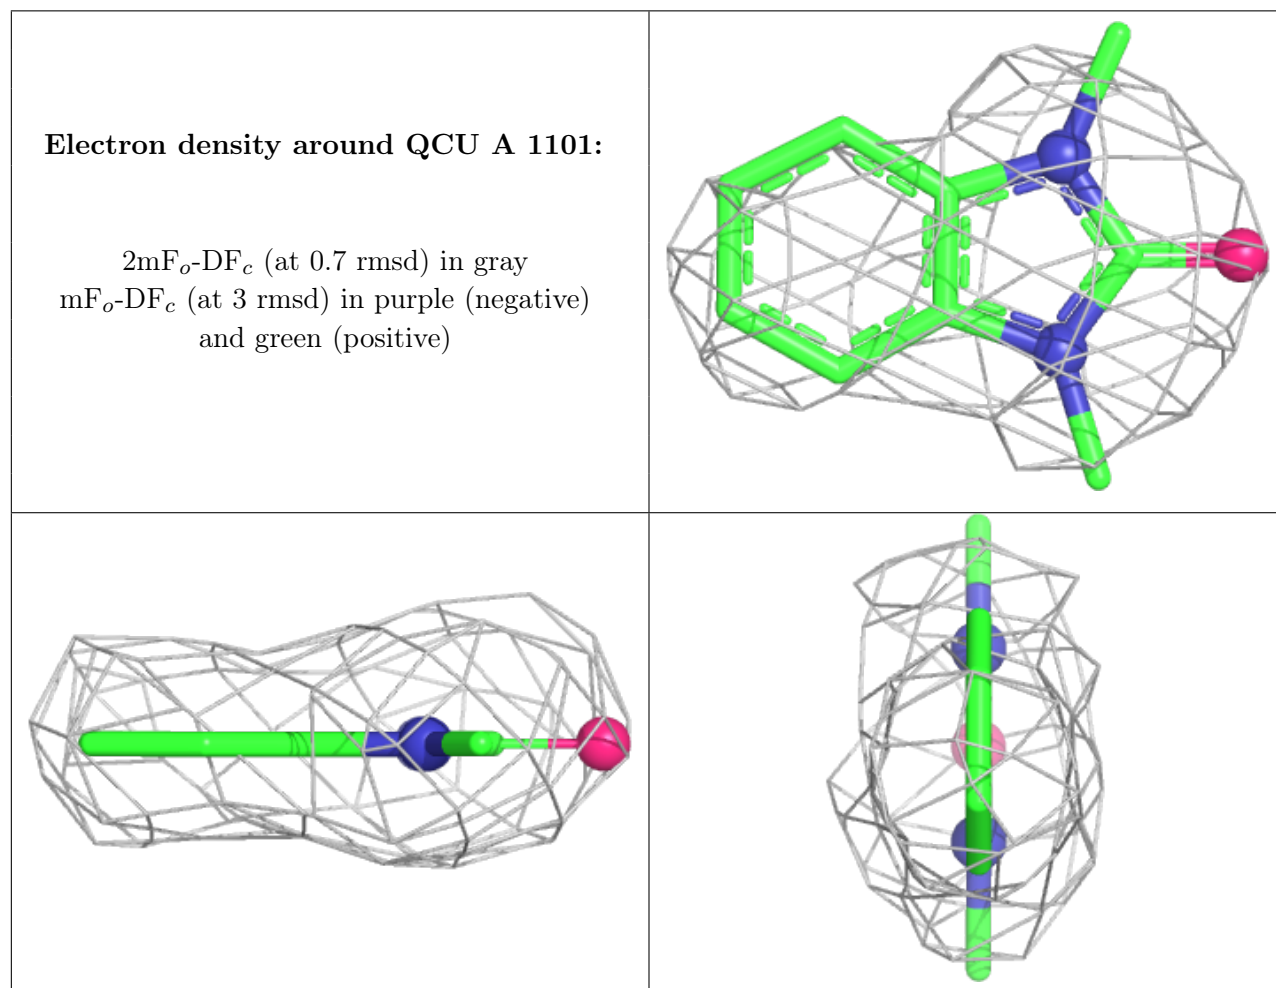 Electron density around QCU A 1101:
2mFo-DFc (at 0.7 rmsd) in gray
mFo-DFc (at 3 rmsd) in purple (negative)
and green (positive)